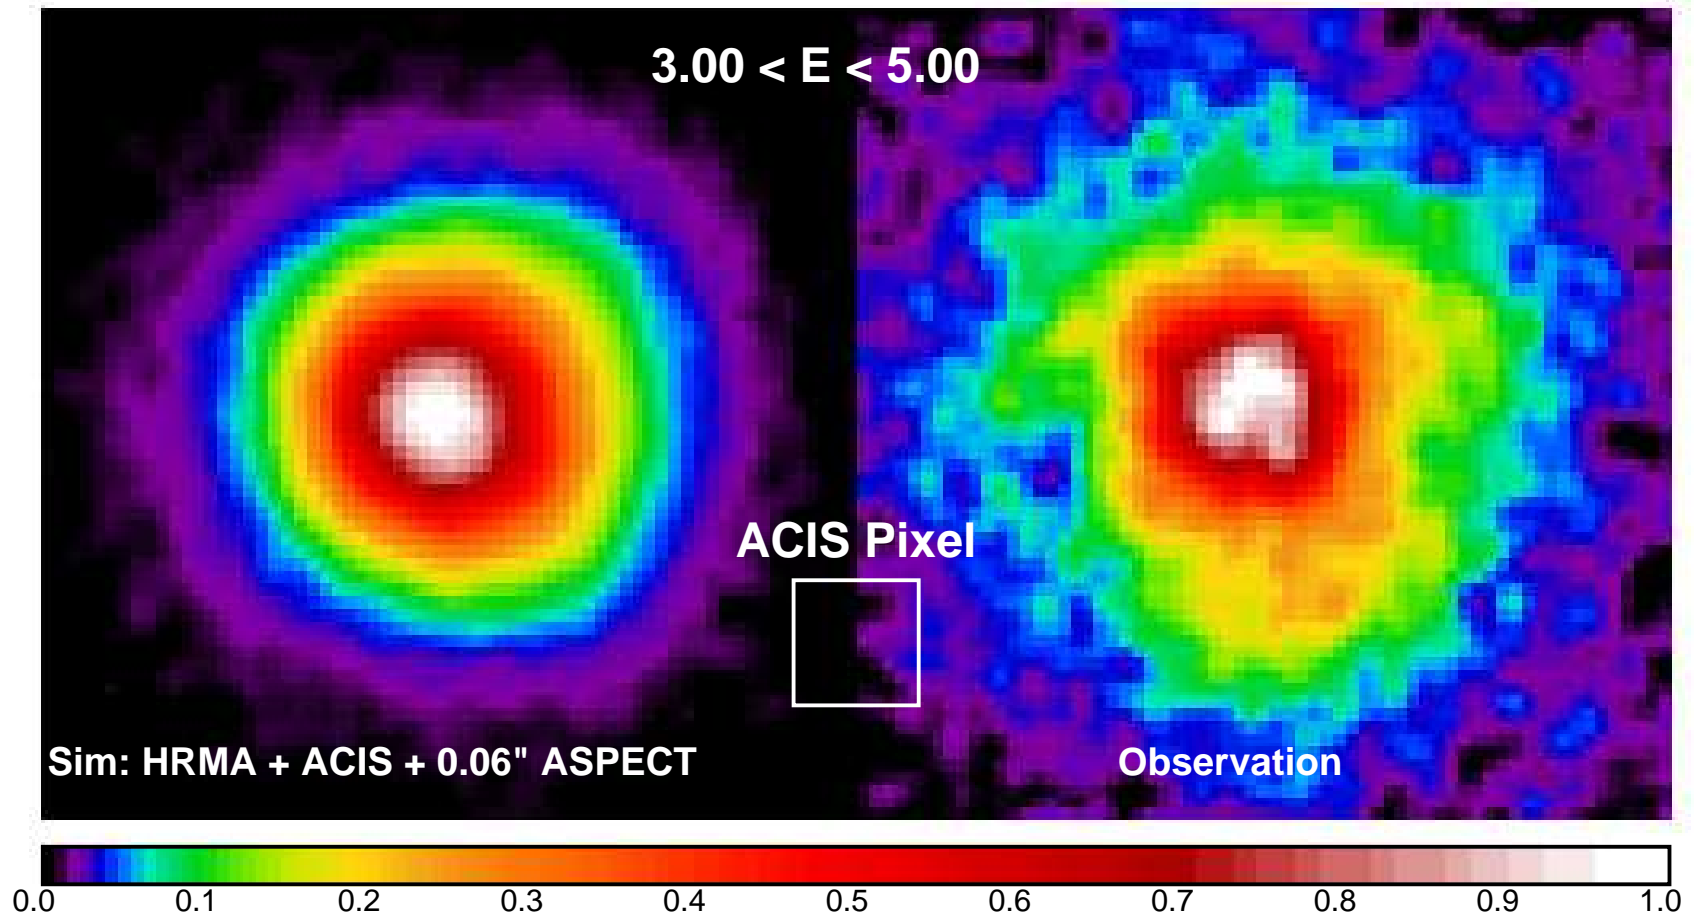 3.00 < E < 5.00
ACIS Pixel
Sim: HRMA + ACIS + 0.06" ASPECT
Observation
0.0 0.1 0.2 0.3 0.4 0.5 0.6 0.7 0.8 0.9 1.0